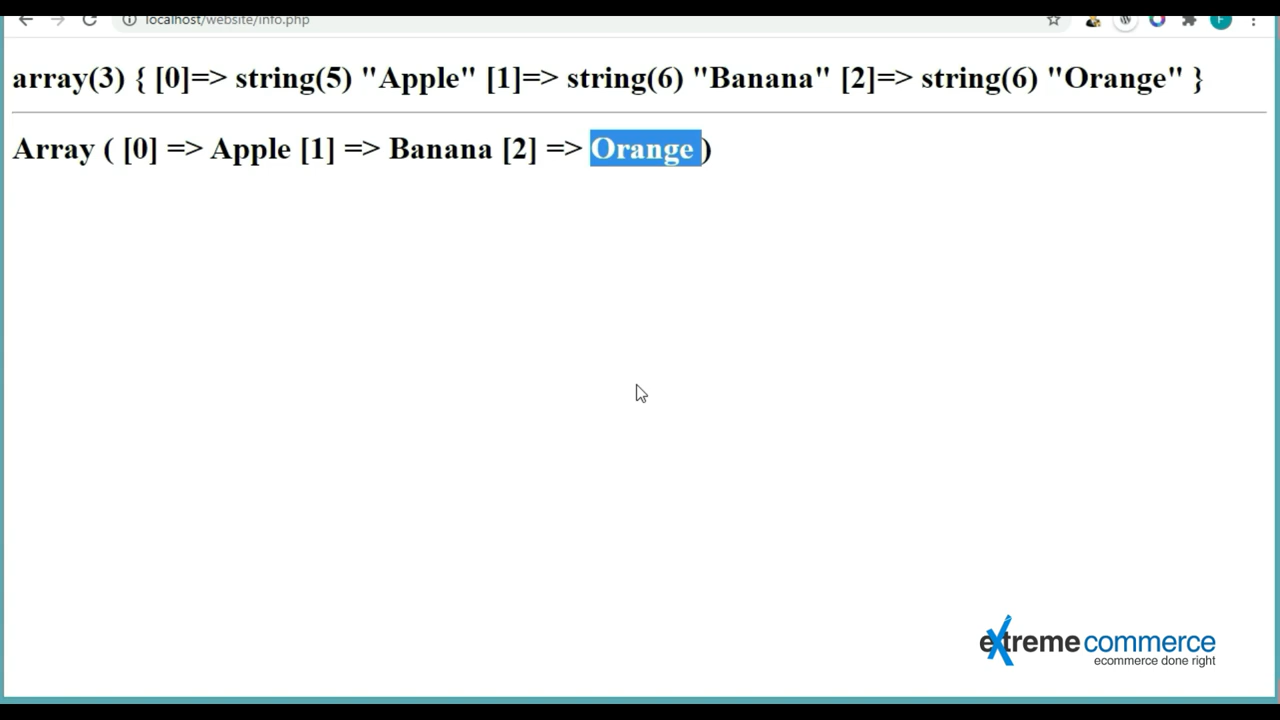 localhost/website/info.php
array(3) { [0]=> string(5) "Apple" [1]=> string(6) "Banana" [2]=> string(6) "Orange" }
Array ( [0] => Apple [1] => Banana [2] => Orange )
extreme commerce
ecommerce done right